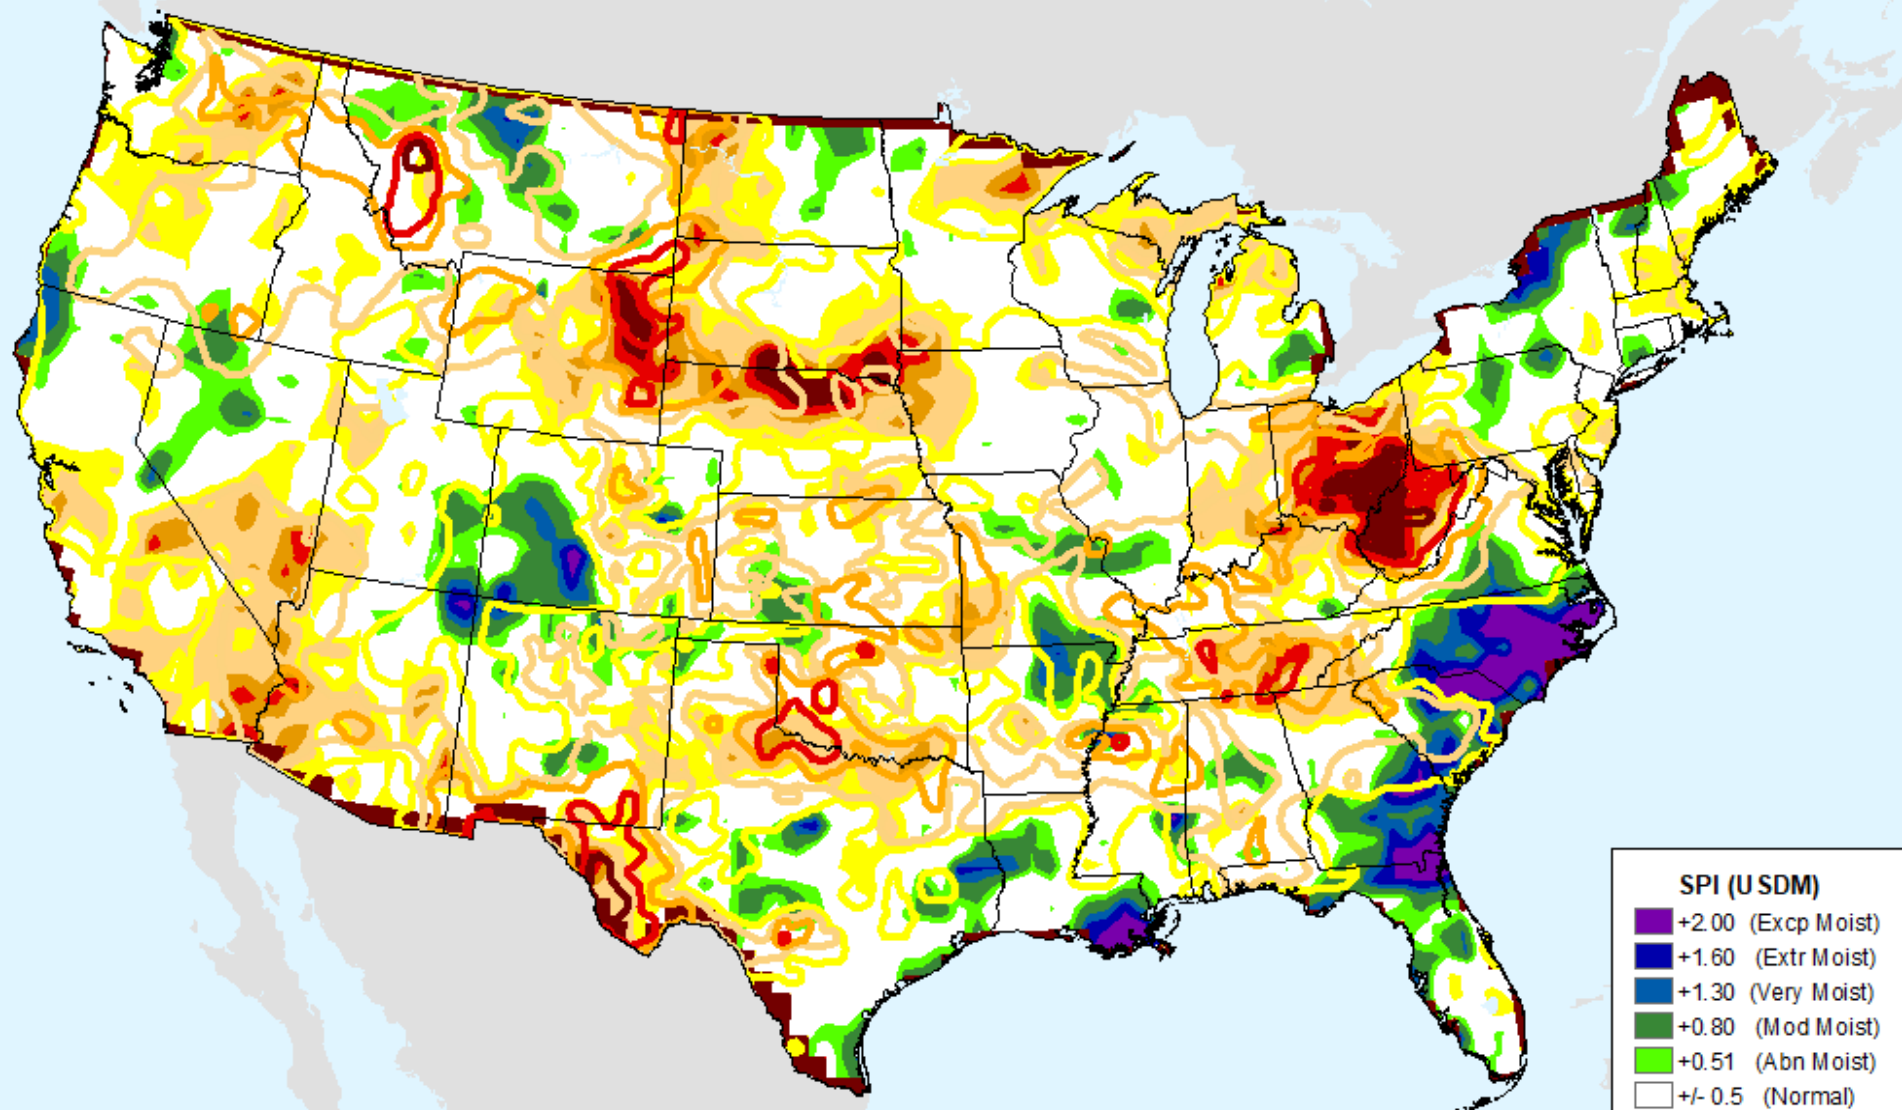 SPI (USDM)
+2.00 (Excp Moist)
+1.60 (Extr Moist)
+1.30 (Very Moist)
+0.80 (Mod Moist)
+0.51 (Abn Moist)
+/- 0.5 (Normal)